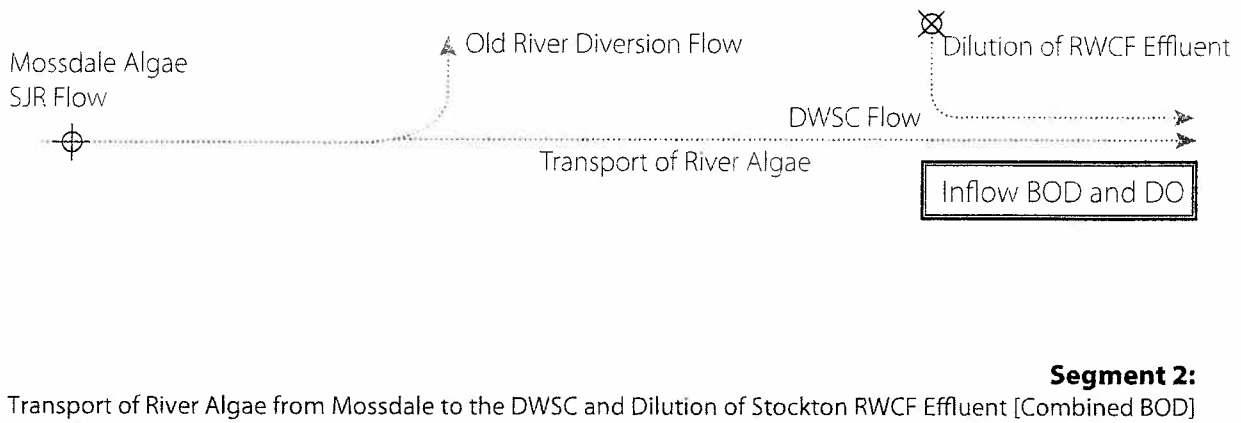 Mossdale Algae
SJR Flow
Old River Diversion Flow
Dilution of RWCF Effluent
DWSC Flow
Transport of River Algae
Inflow BOD and DO
Segment 2:
Transport of River Algae from Mossdale to the DWSC and Dilution of Stockton RWCF Effluent [Combined BOD]